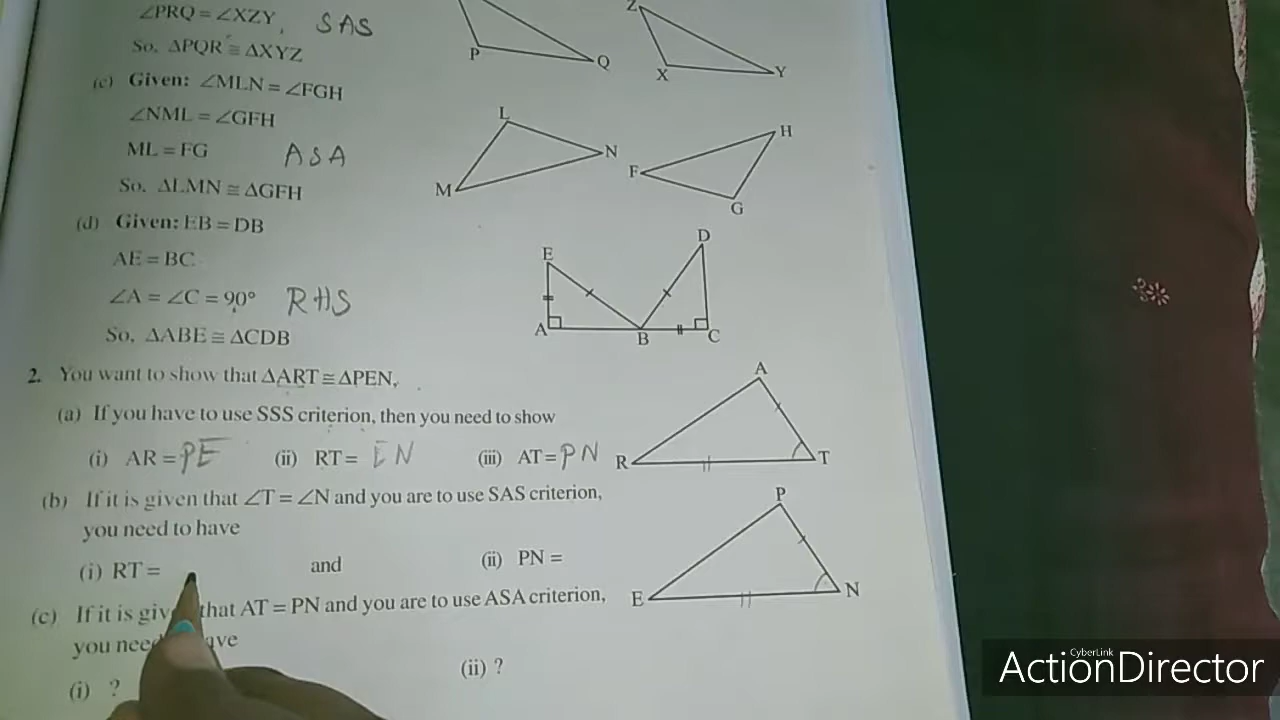 ∠PRQ = ∠XZY, SAS
So, ΔPQR ≅ ΔXYZ
(c) Given: ∠MLN = ∠FGH
∠NML = ∠GFH
ML = FG ASA
So, ΔLMN ≅ ΔGFH
(d) Given: EB = DB
AE = BC
∠A = ∠C = 90° RHS
So, ΔABE ≅ ΔCDB
2. You want to show that ΔART ≅ ΔPEN,
(a) If you have to use SSS criterion, then you need to show
(i) AR = PE (ii) RT = EN (iii) AT = PN
(b) If it is given that ∠T = ∠N and you are to use SAS criterion,
you need to have
(i) RT = and (ii) PN =
(c) If it is that AT = PN and you are to use ASA criterion,
you
(i) ? (ii) ?
P Q
Z X Y
L N M
H F G
E A B D C
A R T
P E N
CyberLink
ActionDirector